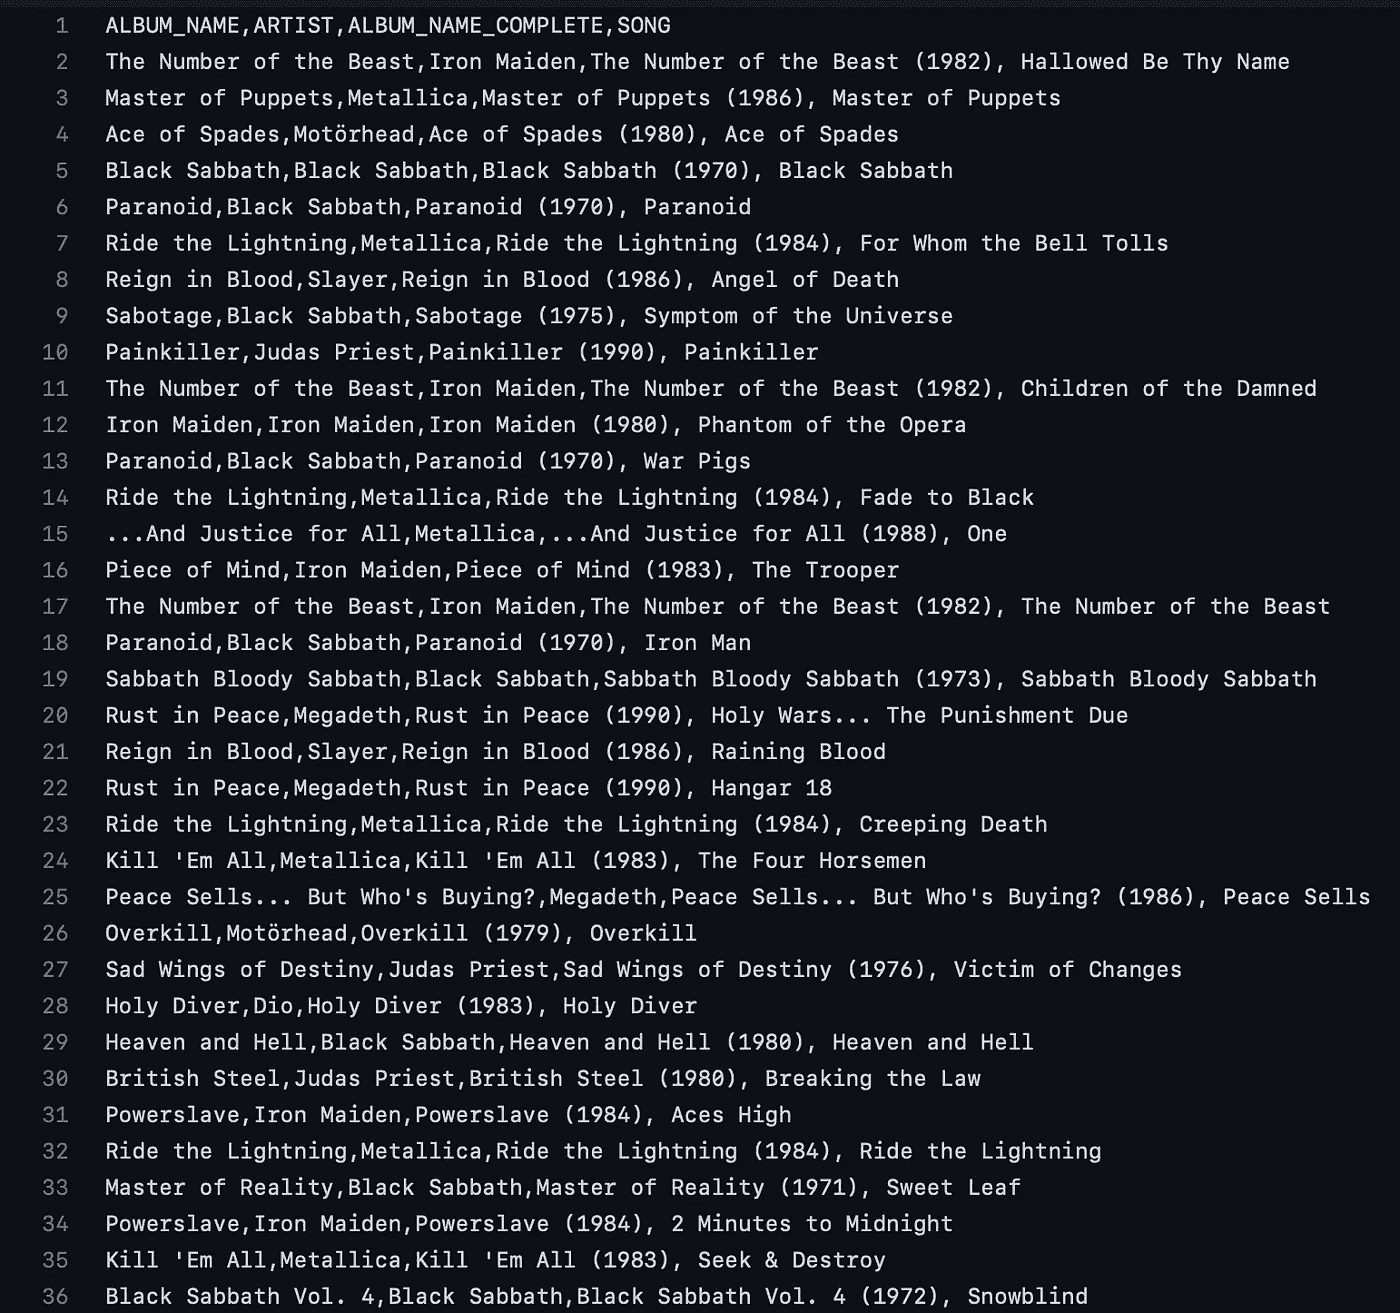 1 ALBUM_NAME,ARTIST,ALBUM_NAME_COMPLETE,SONG
2 The Number of the Beast,Iron Maiden,The Number of the Beast (1982), Hallowed Be Thy Name
3 Master of Puppets,Metallica,Master of Puppets (1986), Master of Puppets
4 Ace of Spades,Motörhead,Ace of Spades (1980), Ace of Spades
5 Black Sabbath,Black Sabbath,Black Sabbath (1970), Black Sabbath
6 Paranoid,Black Sabbath,Paranoid (1970), Paranoid
7 Ride the Lightning,Metallica,Ride the Lightning (1984), For Whom the Bell Tolls
8 Reign in Blood,Slayer,Reign in Blood (1986), Angel of Death
9 Sabotage,Black Sabbath,Sabotage (1975), Symptom of the Universe
10 Painkiller,Judas Priest,Painkiller (1990), Painkiller
11 The Number of the Beast,Iron Maiden,The Number of the Beast (1982), Children of the Damned
12 Iron Maiden,Iron Maiden,Iron Maiden (1980), Phantom of the Opera
13 Paranoid,Black Sabbath,Paranoid (1970), War Pigs
14 Ride the Lightning,Metallica,Ride the Lightning (1984), Fade to Black
15 ...And Justice for All,Metallica,...And Justice for All (1988), One
16 Piece of Mind,Iron Maiden,Piece of Mind (1983), The Trooper
17 The Number of the Beast,Iron Maiden,The Number of the Beast (1982), The Number of the Beast
18 Paranoid,Black Sabbath,Paranoid (1970), Iron Man
19 Sabbath Bloody Sabbath,Black Sabbath,Sabbath Bloody Sabbath (1973), Sabbath Bloody Sabbath
20 Rust in Peace,Megadeth,Rust in Peace (1990), Holy Wars... The Punishment Due
21 Reign in Blood,Slayer,Reign in Blood (1986), Raining Blood
22 Rust in Peace,Megadeth,Rust in Peace (1990), Hangar 18
23 Ride the Lightning,Metallica,Ride the Lightning (1984), Creeping Death
24 Kill 'Em All,Metallica,Kill 'Em All (1983), The Four Horsemen
25 Peace Sells... But Who's Buying?,Megadeth,Peace Sells... But Who's Buying? (1986), Peace Sells
26 Overkill,Motörhead,Overkill (1979), Overkill
27 Sad Wings of Destiny,Judas Priest,Sad Wings of Destiny (1976), Victim of Changes
28 Holy Diver,Dio,Holy Diver (1983), Holy Diver
29 Heaven and Hell,Black Sabbath,Heaven and Hell (1980), Heaven and Hell
30 British Steel,Judas Priest,British Steel (1980), Breaking the Law
31 Powerslave,Iron Maiden,Powerslave (1984), Aces High
32 Ride the Lightning,Metallica,Ride the Lightning (1984), Ride the Lightning
33 Master of Reality,Black Sabbath,Master of Reality (1971), Sweet Leaf
34 Powerslave,Iron Maiden,Powerslave (1984), 2 Minutes to Midnight
35 Kill 'Em All,Metallica,Kill 'Em All (1983), Seek & Destroy
36 Black Sabbath Vol. 4,Black Sabbath,Black Sabbath Vol. 4 (1972), Snowblind